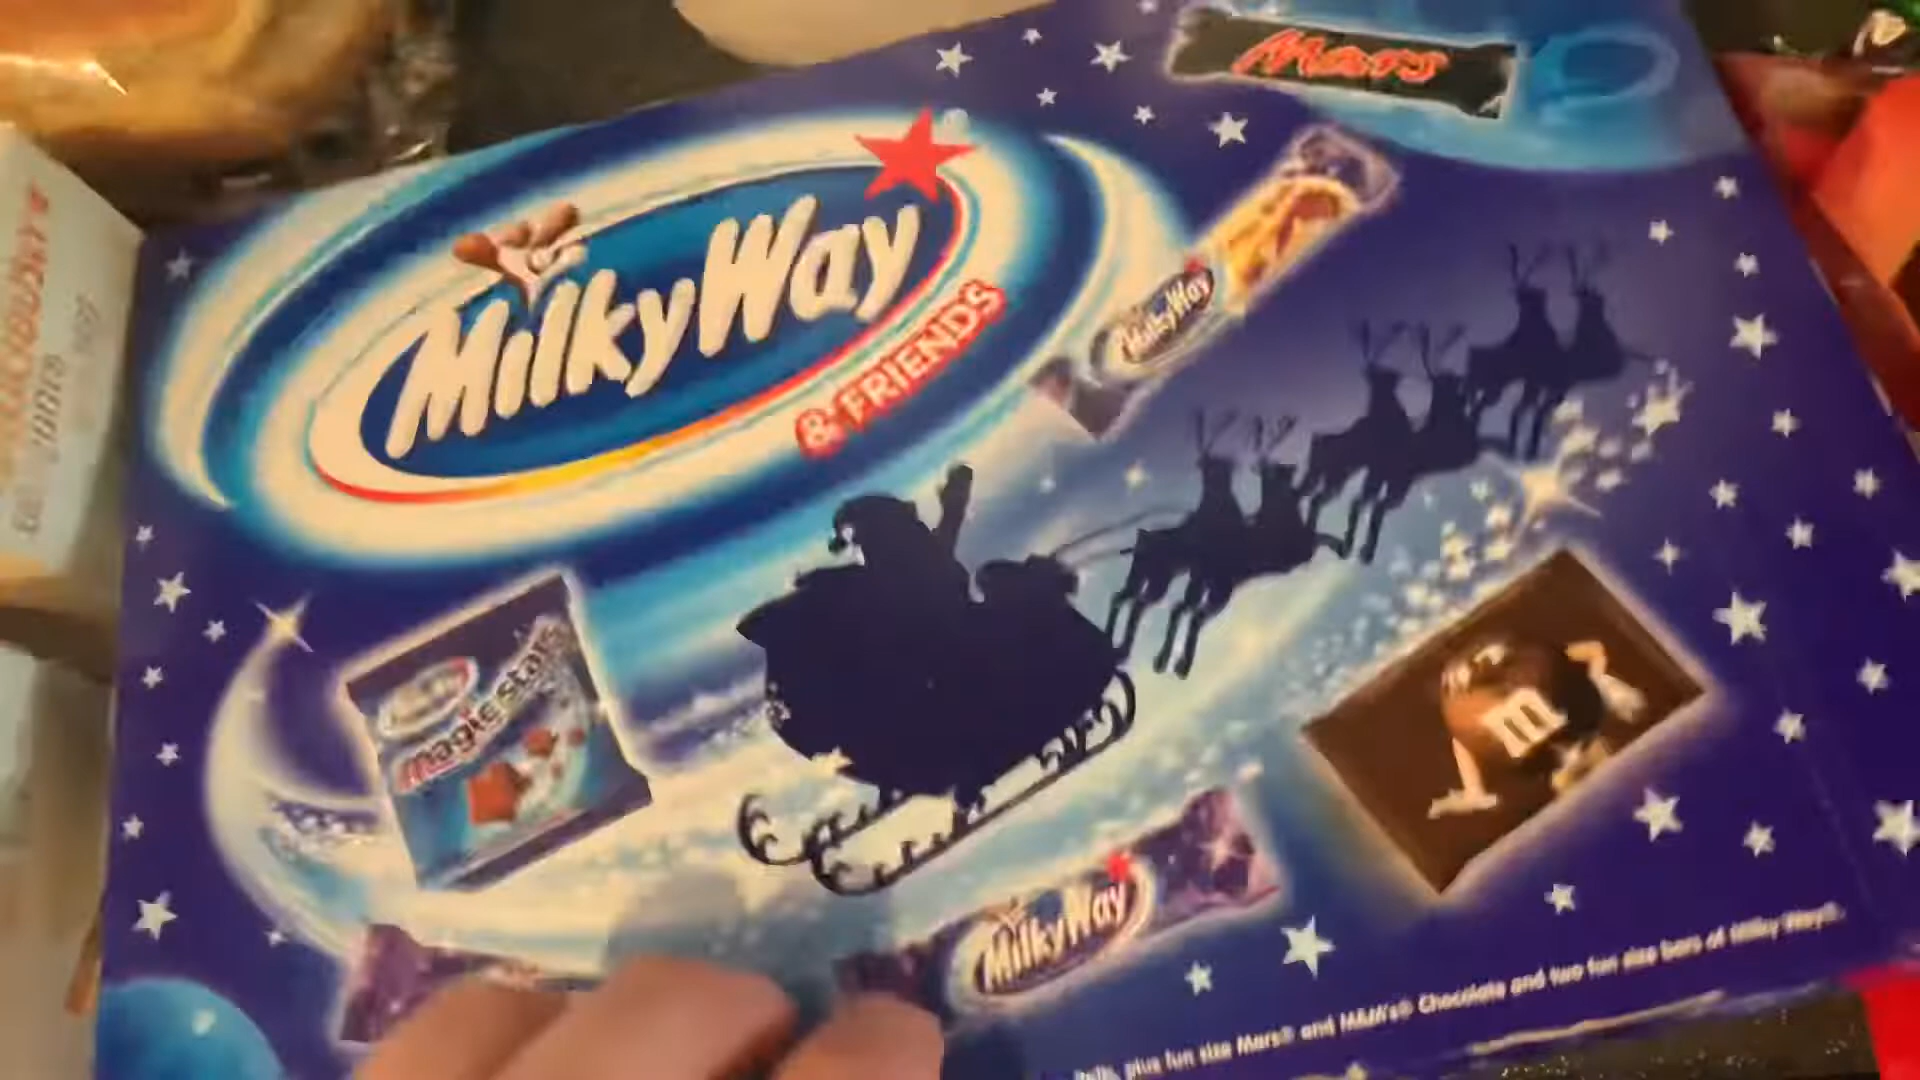 Mars
MilkyWay
& FRIENDS
MilkyWay
magic stars
m
MilkyWay
plus fun size Mars® and M&M's® Chocolate and two fun size bars of Milky Way®.